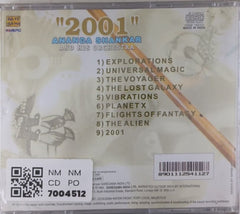 "2001"
ANANDA SHANKAR
AND HIS ORCHESTRA
1) EXPLORATIONS
2) UNIVERSAL MAGIC
3) THE VOYAGER
4) THE LOST GALAXY
5) VIBRATIONS
6) PLANET X
7) FLIGHTS OF FANTASY
8) THE ALIEN
9) 2001
NM NM
CD PO
7004512
8901112541127